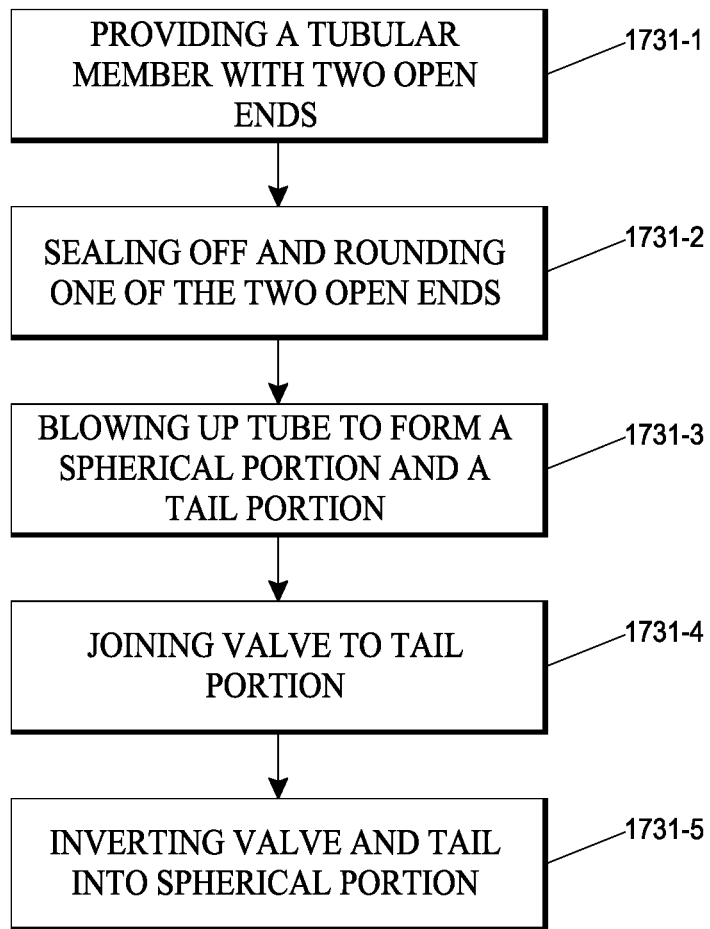 PROVIDING A TUBULAR
MEMBER WITH TWO OPEN
ENDS
1731-1
SEALING OFF AND ROUNDING
ONE OF THE TWO OPEN ENDS
1731-2
BLOWING UP TUBE TO FORM A
SPHERICAL PORTION AND A
TAIL PORTION
1731-3
JOINING VALVE TO TAIL
PORTION
1731-4
INVERTING VALVE AND TAIL
INTO SPHERICAL PORTION
1731-5